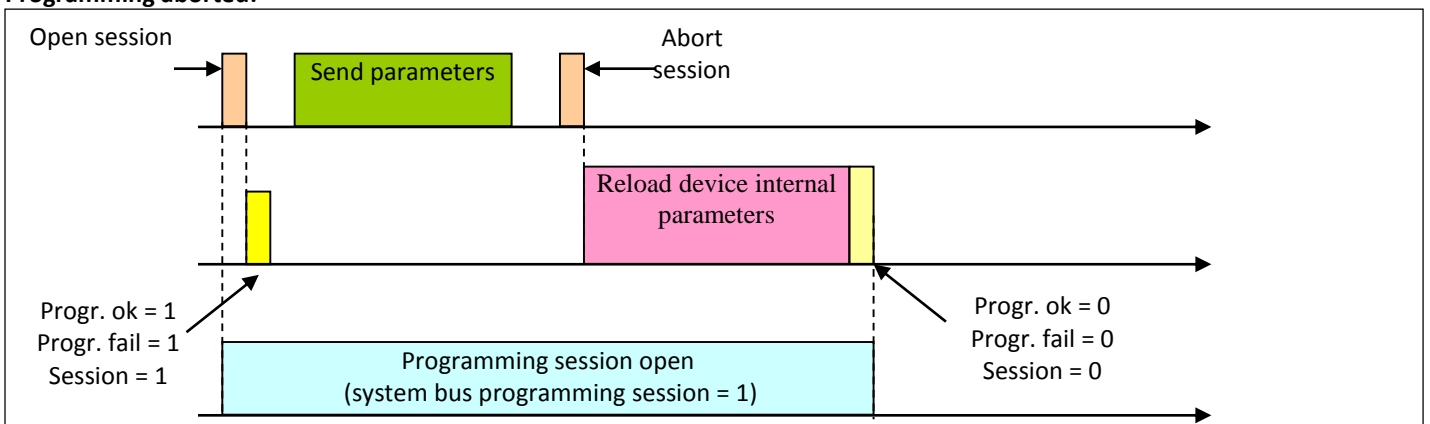 Programming aborted:
Open session
Send parameters
Abort
session
Reload device internal
parameters
Progr. ok = 1
Progr. fail = 1
Session = 1
Progr. ok = 0
Progr. fail = 0
Session = 0
Programming session open
(system bus programming session = 1)